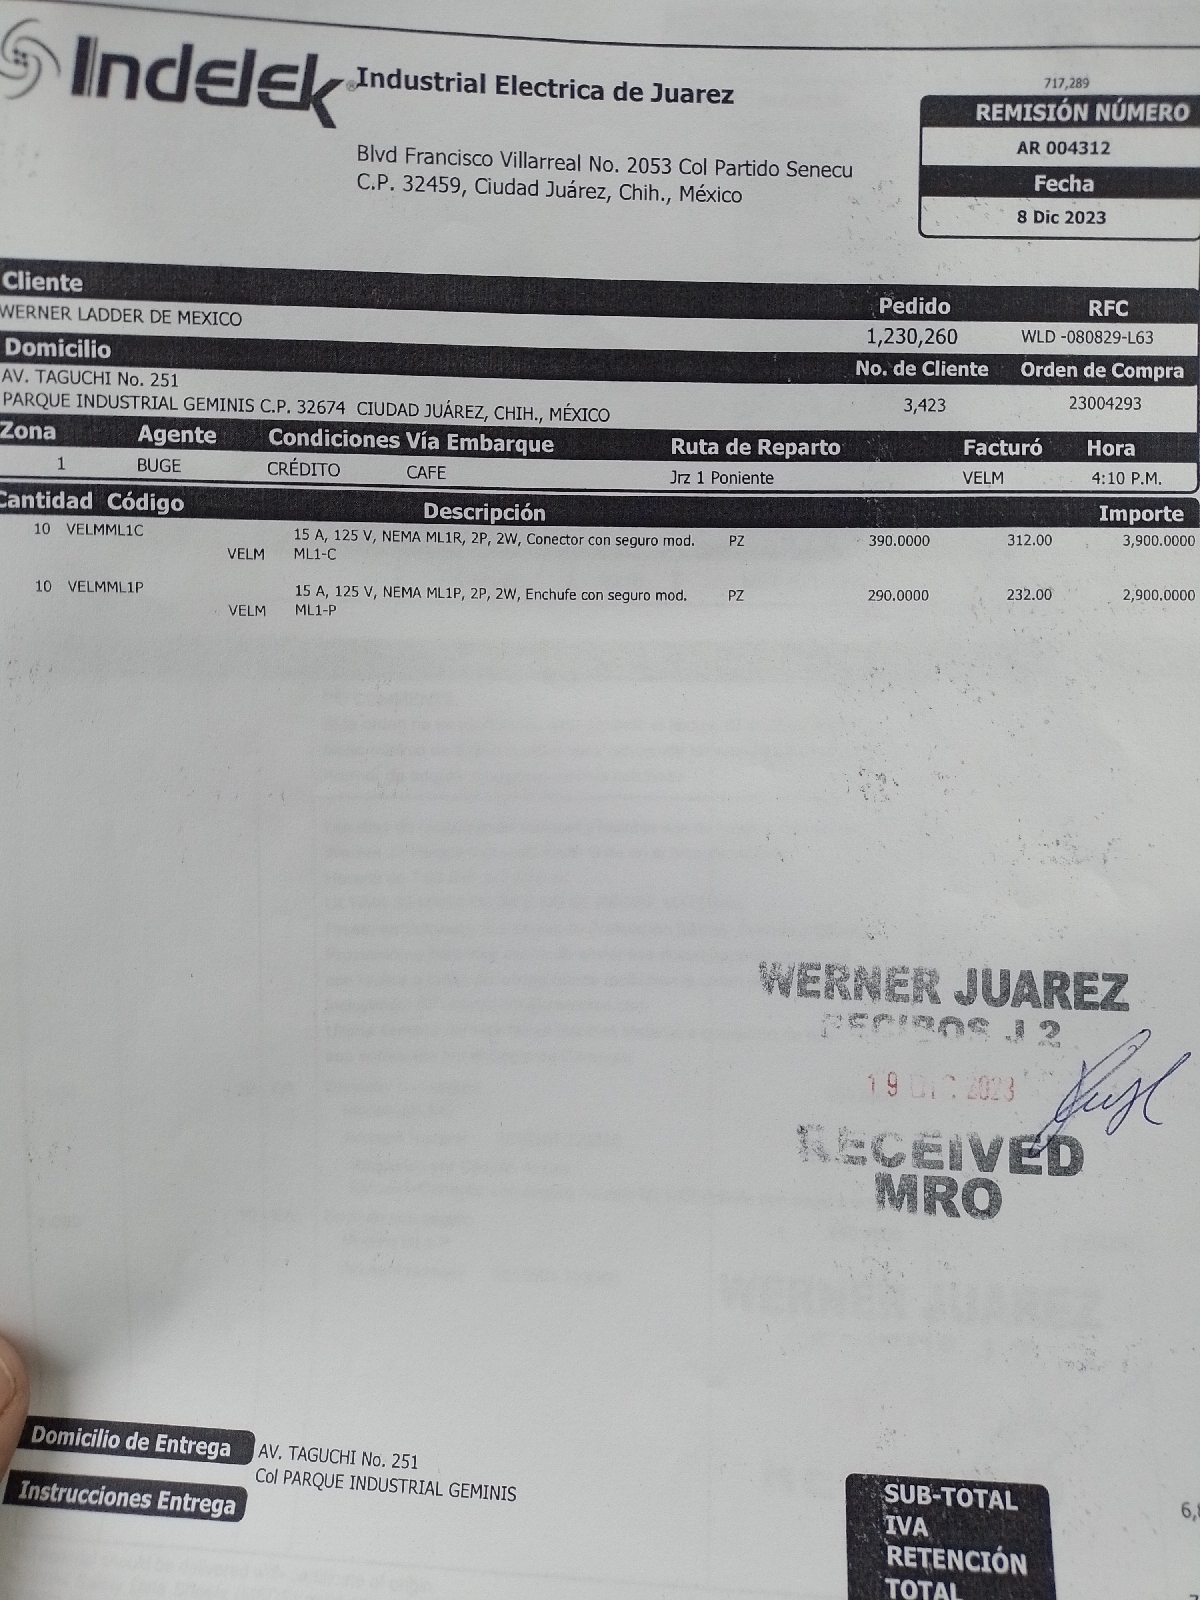 Indelek® Industrial Electrica de Juarez
Blvd Francisco Villarreal No. 2053 Col Partido Senecu
C.P. 32459, Ciudad Juárez, Chih., México
717,289
REMISIÓN NÚMERO
AR 004312
Fecha
8 Dic 2023
Cliente Pedido RFC
WERNER LADDER DE MEXICO 1,230,260 WLD -080829-L63
Domicilio No. de Cliente Orden de Compra
AV. TAGUCHI No. 251
PARQUE INDUSTRIAL GEMINIS C.P. 32674 CIUDAD JUÁREZ, CHIH., MÉXICO 3,423 23004293
Zona Agente Condiciones Vía Embarque Ruta de Reparto Facturó Hora
1 BUGE CRÉDITO CAFE Jrz 1 Poniente VELM 4:10 P.M.
Cantidad Código Descripción Importe
10 VELMML1C 15 A, 125 V, NEMA ML1R, 2P, 2W, Conector con seguro mod. PZ 390.0000 312.00 3,900.0000
VELM ML1-C
10 VELMML1P 15 A, 125 V, NEMA ML1P, 2P, 2W, Enchufe con seguro mod. PZ 290.0000 232.00 2,900.0000
VELM ML1-P
WERNER JUAREZ
RECIBOS J 2
19 DIC 2023
RECEIVED
MRO
Domicilio de Entrega AV. TAGUCHI No. 251
Col PARQUE INDUSTRIAL GEMINIS
Instrucciones Entrega
SUB-TOTAL 6,
IVA
RETENCIÓN
TOTAL